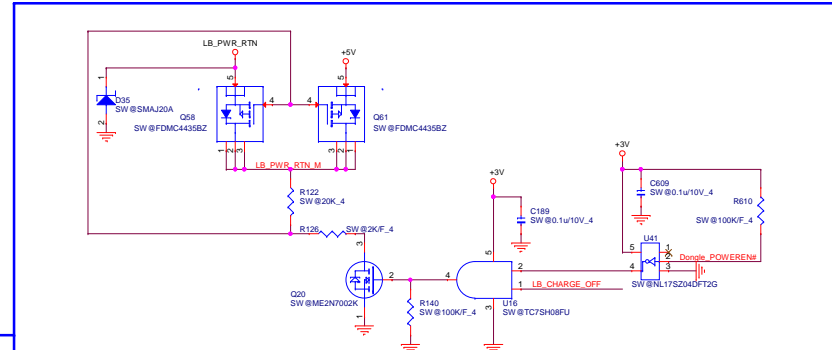 LB_PWR_RTN
+5V
1
D35
SW@SMAJ20A
2
5
4
Q58
SW@FDMC4435BZ
1
2
3
5
4
Q61
SW@FDMC4435BZ
3
2
1
LB_PWR_RTN_M
R122
SW@20K_4
R126
SW@2K/F_4
3
2
1
Q20
SW@ME2N7002K
R140
SW@100K/F_4
+3V
C189
SW@0.1u/10V_4
5
4
2
1
3
U16
SW@TC7SH08FU
LB_CHARGE_OFF
+3V
C609
SW@0.1u/10V_4
R610
SW@100K/F_4
U41
5
4
1
2
3
Dongle_POWEREN#
SW@NL17SZ04DFT2G